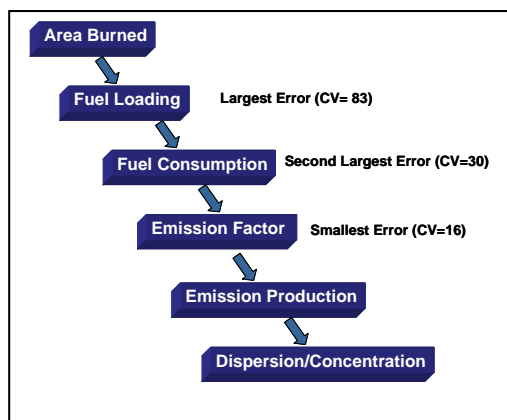 Area Burned
Fuel Loading
Largest Error (CV= 83)
Fuel Consumption
Second Largest Error (CV=30)
Emission Factor
Smallest Error (CV=16)
Emission Production
Dispersion/Concentration